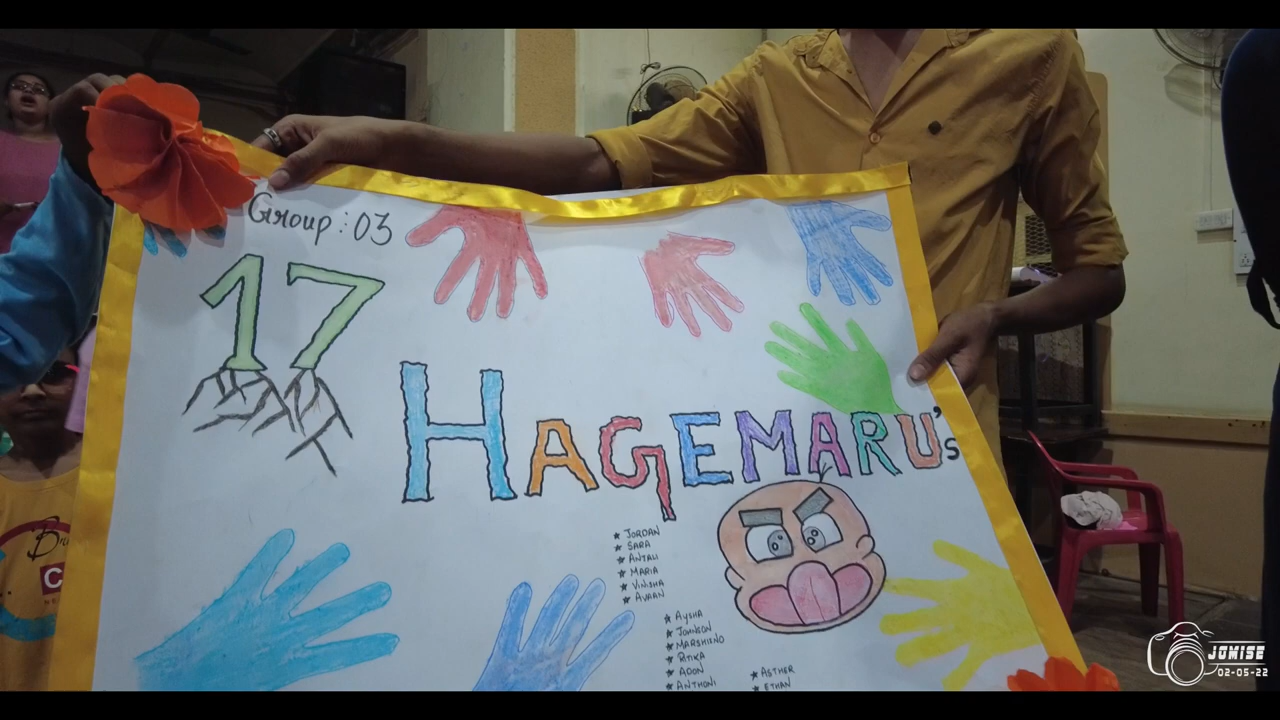 Group : 03
17
HAGEMARU's
★ JORDAN
★ SARA
★ ANJALI
★ MARIA
★ VINISHA
★ AVAAN
★ AYSHA
★ JOHNSON
★ MARSHINO
★ RITIKA
★ ADON
★ ANTHONI
★ ASTHER
★ ETHAN
JOMISE
02-05-22